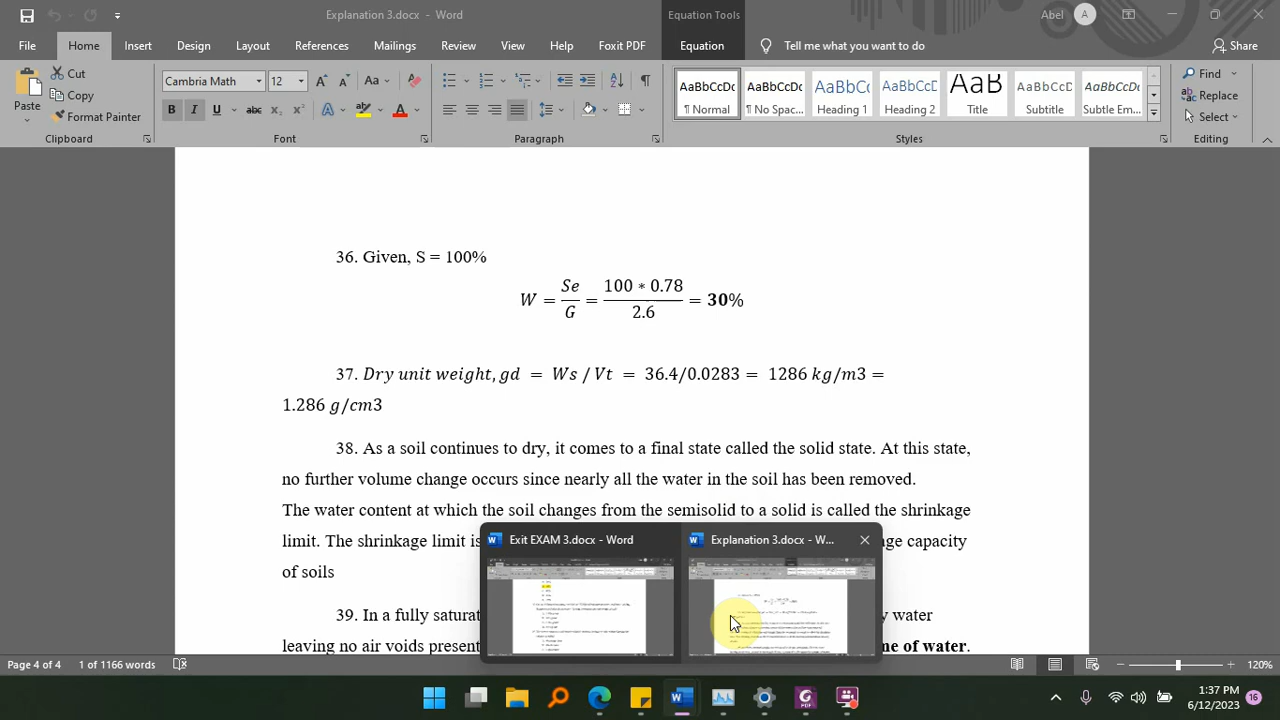 Explanation 3.docx - Word
Equation Tools
Abel
A
File
Home
Insert
Design
Layout
References
Mailings
Review
View
Help
Foxit PDF
Equation
Tell me what you want to do
Share
Paste
Cut
Copy
Format Painter
Clipboard
Cambria Math
12
Font
Paragraph
AaBbCcDc
¶ Normal
AaBbCcDc
¶ No Spac...
AaBbCc
Heading 1
AaBbCcD
Heading 2
AaB
Title
AaBbCcD
Subtitle
AaBbCcDc
Subtle Em...
Styles
Find
Replace
Select
Editing
36. Given, S = 100%
W = Se/G = 100 * 0.78/2.6 = 30%
37. Dry unit weight, gd = Ws / Vt = 36.4/0.0283 = 1286 kg/m3 =
1.286 g/cm3
38. As a soil continues to dry, it comes to a final state called the solid state. At this state,
no further volume change occurs since nearly all the water in the soil has been removed.
The water content at which the soil changes from the semisolid to a solid is called the shrinkage
limit. The shrinkage limit is
ge capacity
of soils
39. In a fully satura
y water
leaving no air voids present
ne of water.
Exit EXAM 3.docx - Word
Explanation 3.docx - W...
Page 4 of 4
1 of 1166 words
120%
1:37 PM
6/12/2023
16